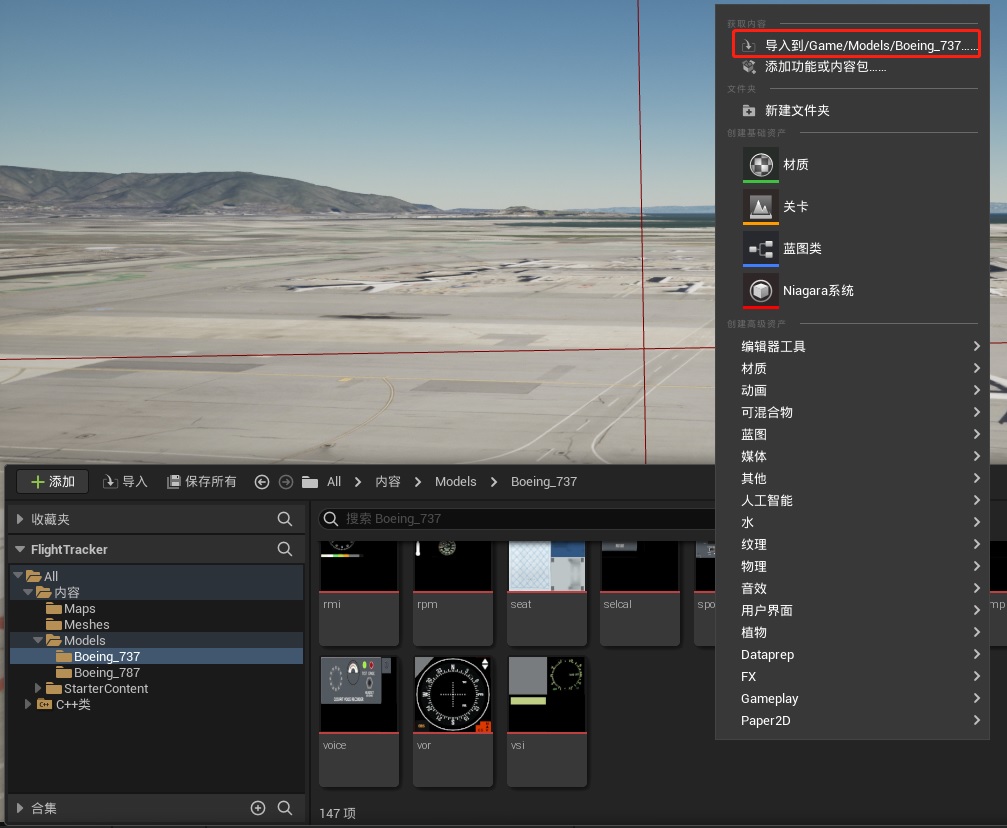 获取内容
导入到/Game/Models/Boeing_737……
添加功能或内容包……
文件夹
新建文件夹
创建基础资产
材质
关卡
蓝图类
Niagara系统
创建高级资产
编辑器工具
材质
动画
可混合物
蓝图
媒体
其他
人工智能
水
纹理
物理
音效
用户界面
植物
Dataprep
FX
Gameplay
Paper2D
添加 导入 保存所有 All 内容 Models Boeing_737
收藏夹
搜索 Boeing_737
FlightTracker
All
内容
Maps
Meshes
Models
Boeing_737
Boeing_787
StarterContent
C++类
合集
rmi rpm seat selcal spo mp
voice vor vsi
147 项